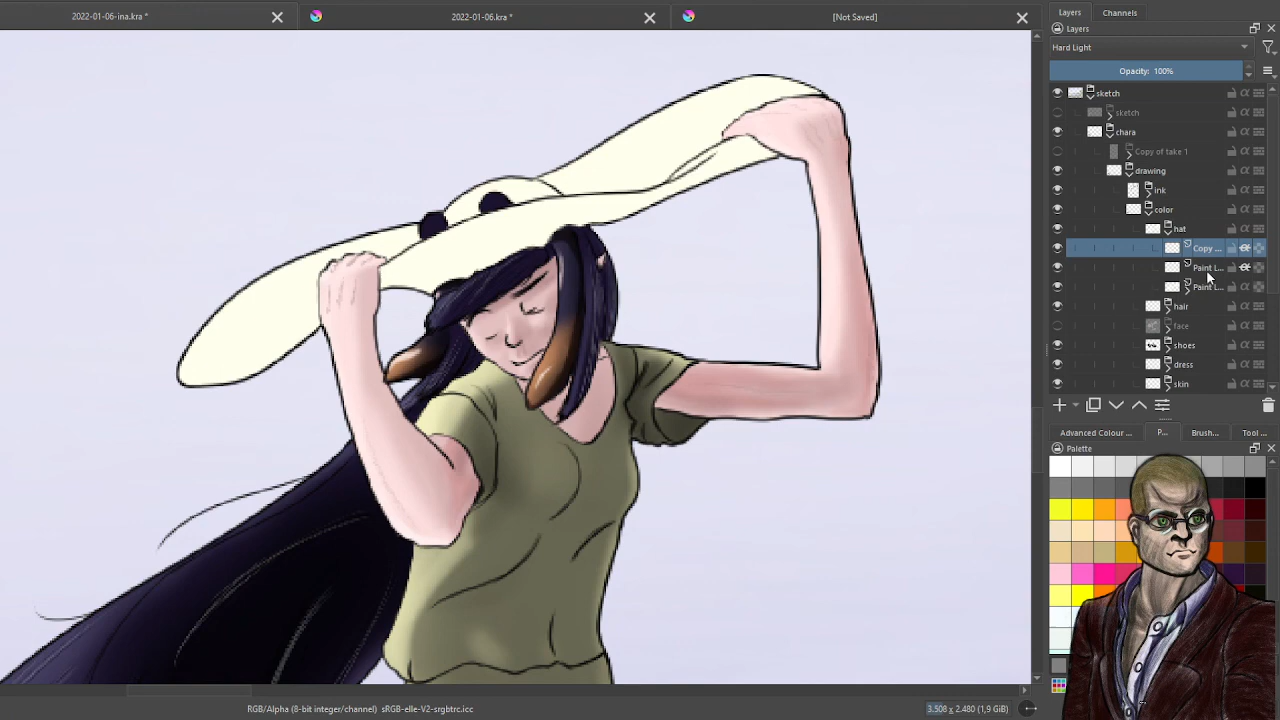 2022-01-06-ina.kra *
2022-01-06.kra *
[Not Saved]
Layers
Channels
Layers
Hard Light
Opacity: 100%
sketch
sketch
chara
Copy of take 1
drawing
ink
color
hat
Copy ...
Paint L...
Paint L...
hair
face
shoes
dress
skin
Advanced Colour ...
P...
Brush...
Tool ...
Palette
RGB/Alpha (8-bit integer/channel) sRGB-elle-V2-srgbtrc.icc
3.508 x 2.480 (1,9 GiB)